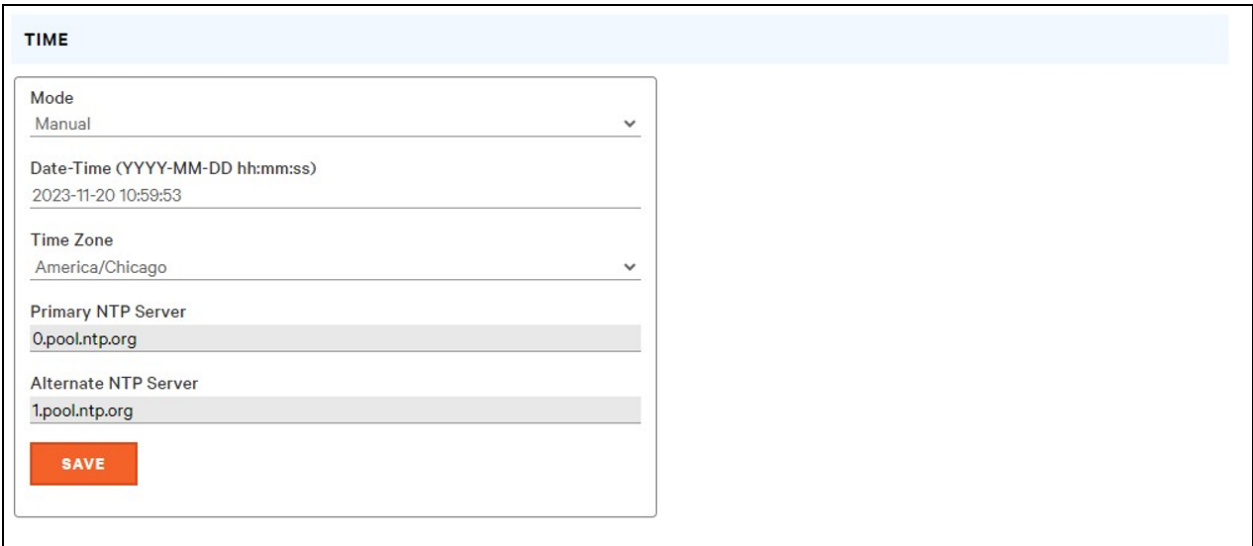 TIME
Mode
Manual
Date-Time (YYYY-MM-DD hh:mm:ss)
2023-11-20 10:59:53
Time Zone
America/Chicago
Primary NTP Server
0.pool.ntp.org
Alternate NTP Server
1.pool.ntp.org
SAVE